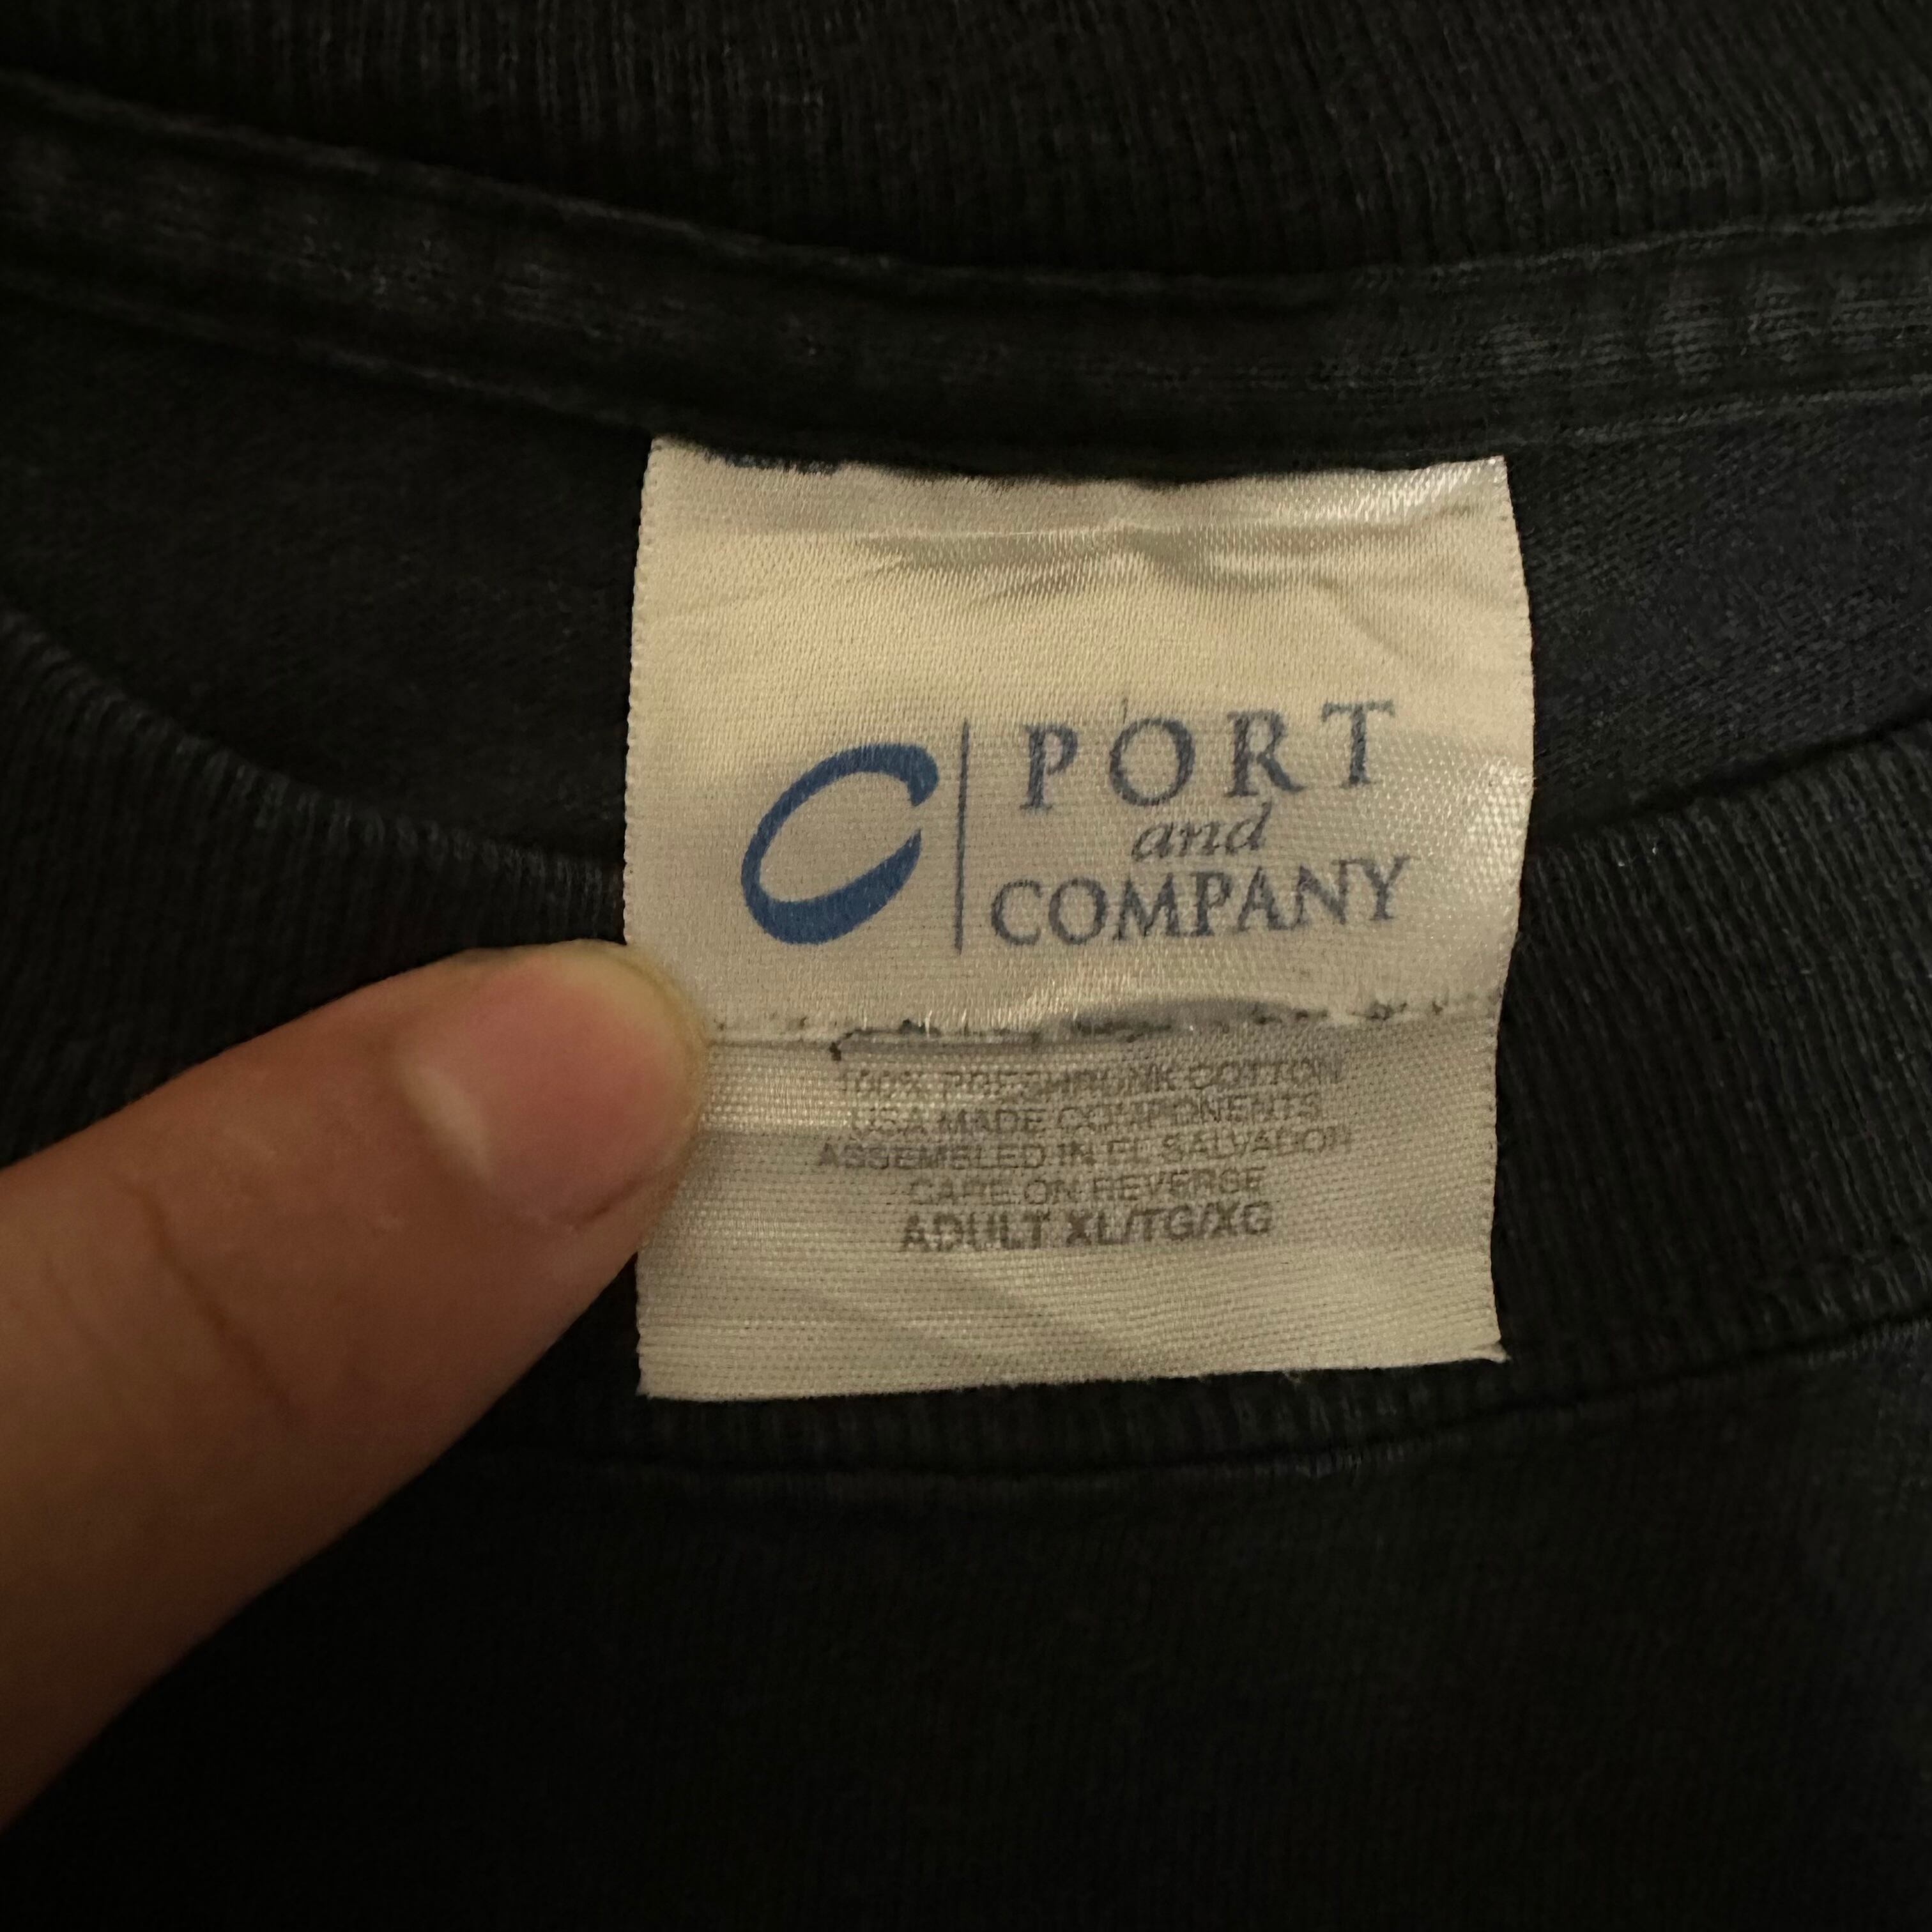 PORT
and
COMPANY
100% PRESHRUNK COTTON
USA MADE COMPONENTS
ASSEMBLED IN EL SALVADOR
CARE ON REVERSE
ADULT XL/TG/XG